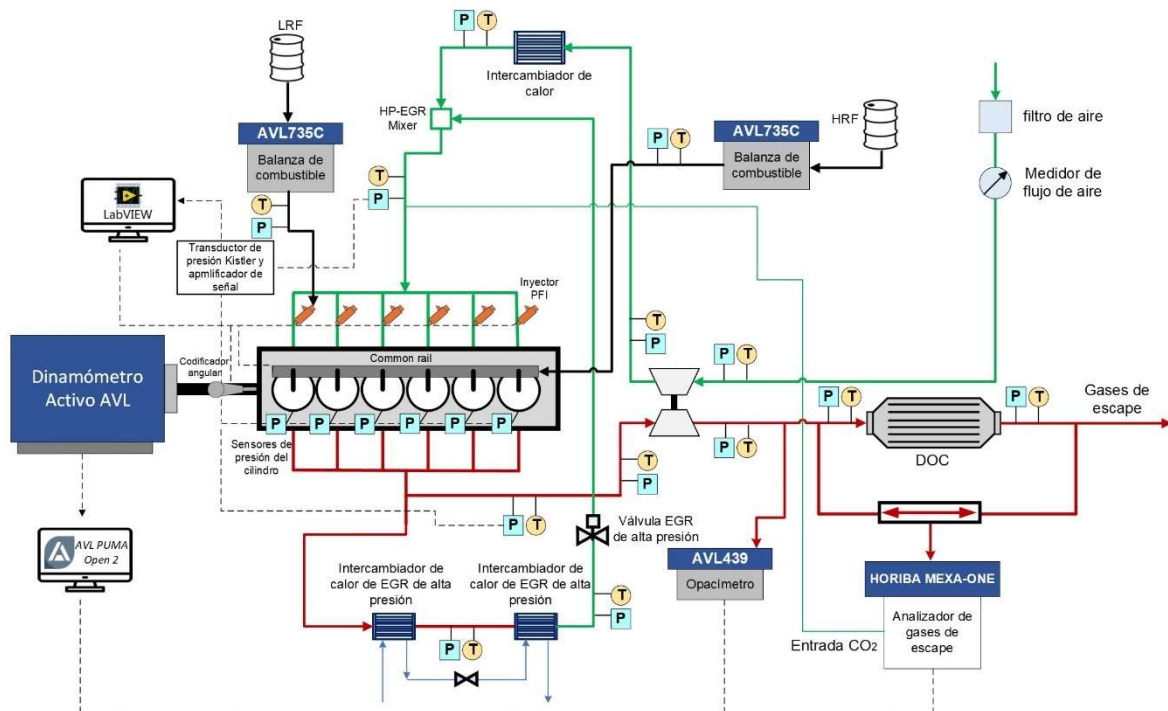 LRF
P
T
Intercambiador de
calor
HP-EGR
Mixer
AVL735C
Balanza de
combustible
P
T
AVL735C
Balanza de
combustible
HRF
filtro de aire
Medidor de
flujo de aire
LabVIEW
T
P
T
P
Transductor de
presión Kistler y
apmlificador de
señal
Inyector
PFI
T
P
P
T
Dinamómetro
Activo AVL
Codificador
angular
Common rail
P
P
P
P
P
P
Sensores de
presión del
cilindro
P
T
P
T
DOC
P
T
Gases de
escape
T
P
P
T
Válvula EGR
de alta presión
AVL PUMA
Open 2
Intercambiador de
calor de EGR de alta
presión
Intercambiador de
calor de EGR de alta
presión
P
T
T
P
AVL439
Opacímetro
HORIBA MEXA-ONE
Analizador de
gases de
escape
Entrada CO₂